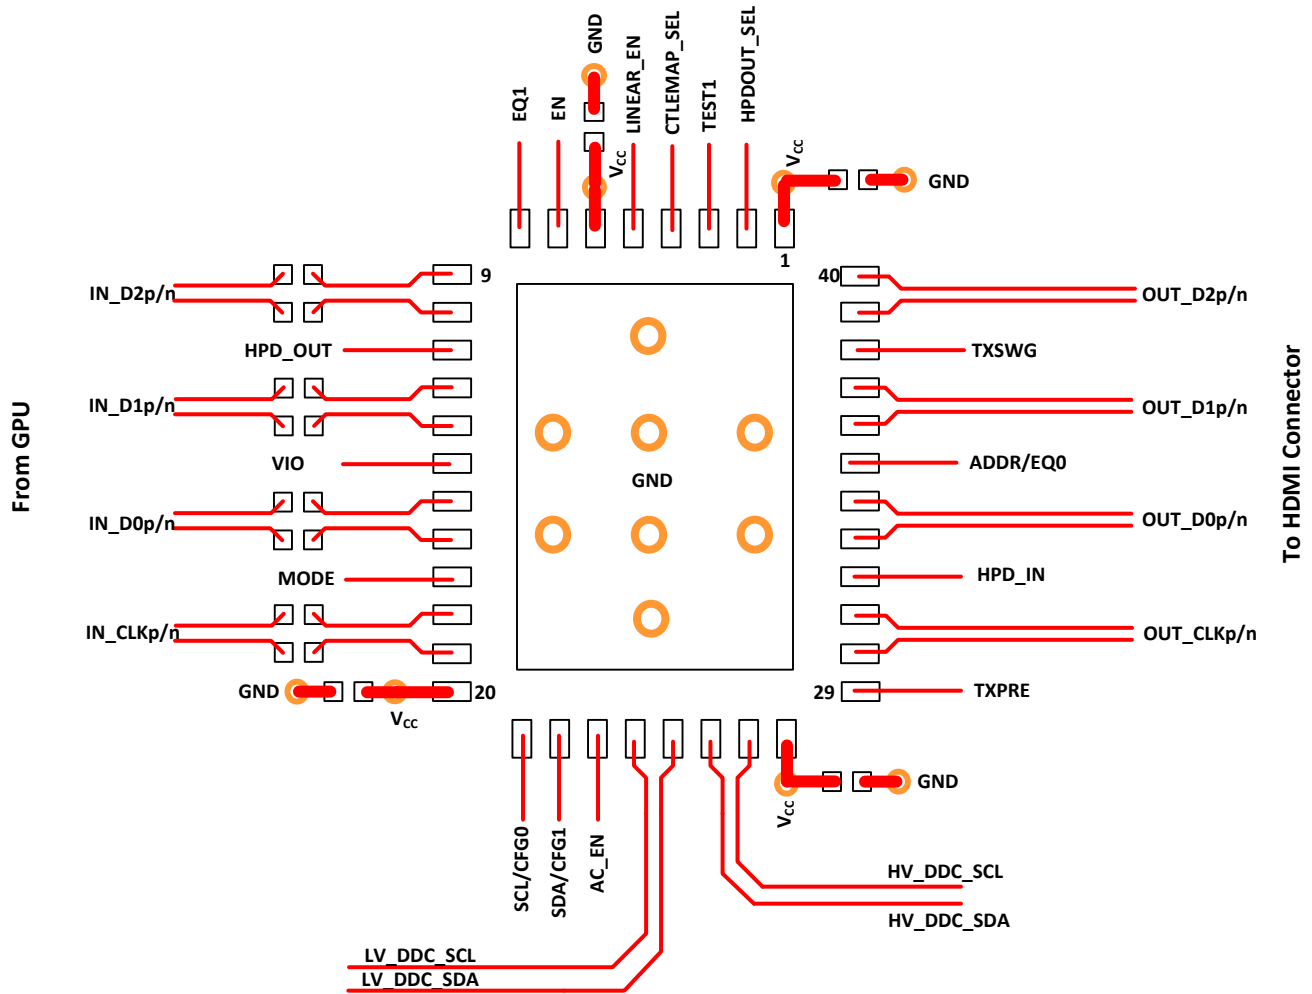 GND
EQ1
EN
LINEAR_EN
CTLEMAP_SEL
TEST1
HPDOUT_SEL
VCC
VCC
GND
1
9
40
IN_D2p/n
OUT_D2p/n
HPD_OUT
TXSWG
IN_D1p/n
OUT_D1p/n
From GPU
To HDMI Connector
VIO
ADDR/EQ0
GND
IN_D0p/n
OUT_D0p/n
MODE
HPD_IN
IN_CLKp/n
OUT_CLKp/n
GND
20
29
TXPRE
VCC
GND
VCC
SCL/CFG0
SDA/CFG1
AC_EN
HV_DDC_SCL
HV_DDC_SDA
LV_DDC_SCL
LV_DDC_SDA